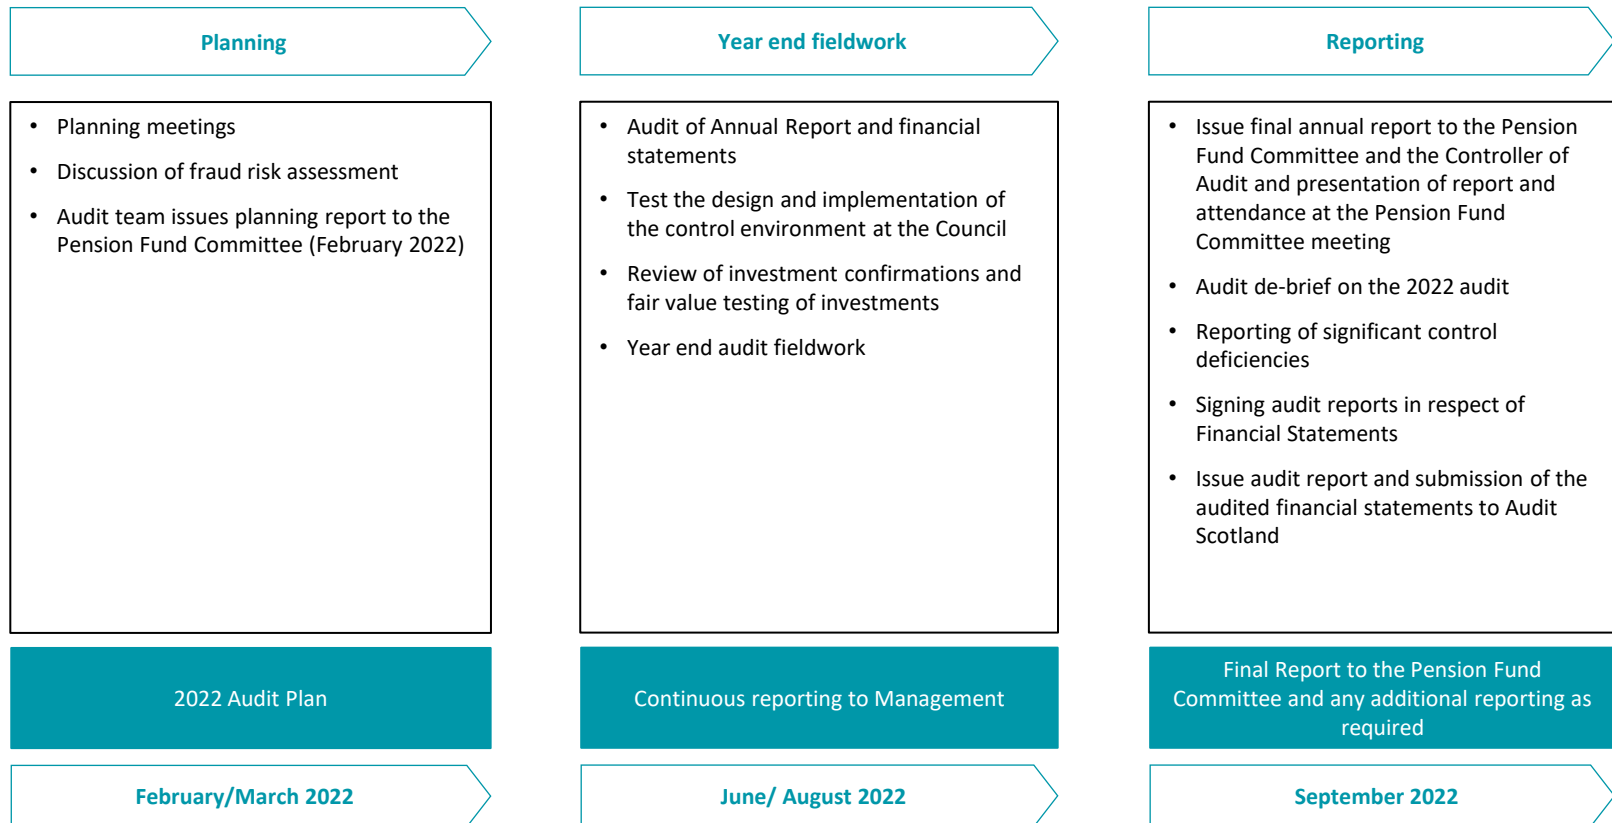 Planning
• Planning meetings
• Discussion of fraud risk assessment
• Audit team issues planning report to the
Pension Fund Committee (February 2022)
2022 Audit Plan
February/March 2022
Year end fieldwork
• Audit of Annual Report and financial
statements
• Test the design and implementation of
the control environment at the Council
• Review of investment confirmations and
fair value testing of investments
• Year end audit fieldwork
Continuous reporting to Management
June/ August 2022
Reporting
• Issue final annual report to the Pension
Fund Committee and the Controller of
Audit and presentation of report and
attendance at the Pension Fund
Committee meeting
• Audit de-brief on the 2022 audit
• Reporting of significant control
deficiencies
• Signing audit reports in respect of
Financial Statements
• Issue audit report and submission of the
audited financial statements to Audit
Scotland
Final Report to the Pension Fund
Committee and any additional reporting as
required
September 2022